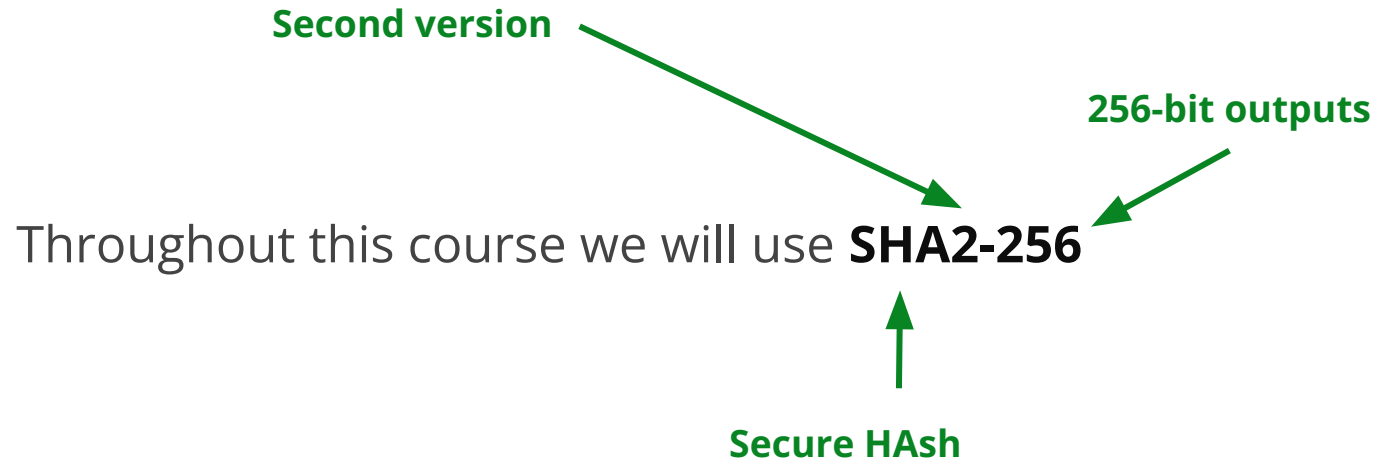 Second version
256-bit outputs
Throughout this course we will use SHA2-256
Secure HAsh